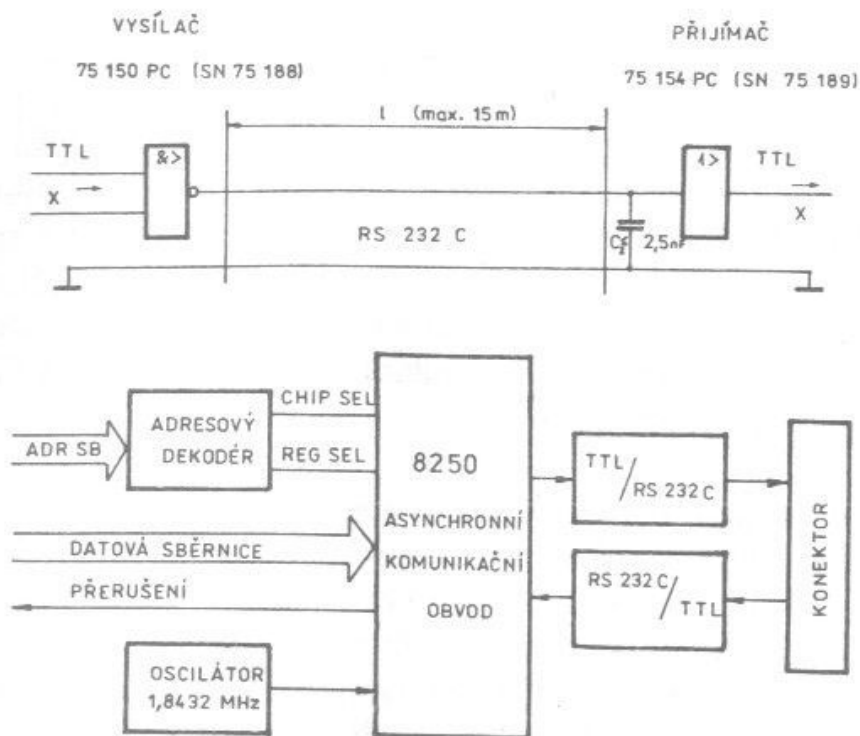 VYSÍLAČ
75 150 PC (SN 75 188)
PŘIJÍMAČ
75 154 PC (SN 75 189)
l (max. 15 m)
TTL
X
&>
RS 232 C
2,5nF
TTL
X
ADR SB
ADRESOVÝ
DEKODÉR
CHIP SEL
REG SEL
DATOVÁ SBĚRNICE
PŘERUŠENÍ
OSCILÁTOR
1,8432 MHz
8250
ASYNCHRONNÍ
KOMUNIKAČNÍ
OBVOD
TTL
/RS 232 C
RS 232 C
/TTL
KONEKTOR